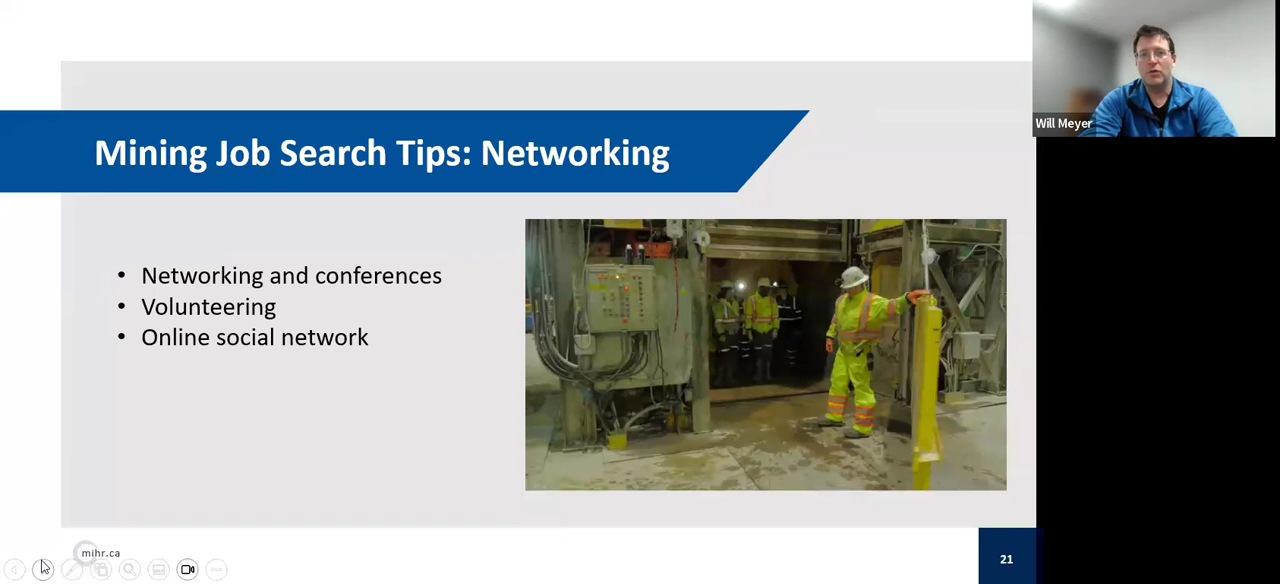 Mining Job Search Tips: Networking
• Networking and conferences
• Volunteering
• Online social network
mihr.ca
21
Will Meyer